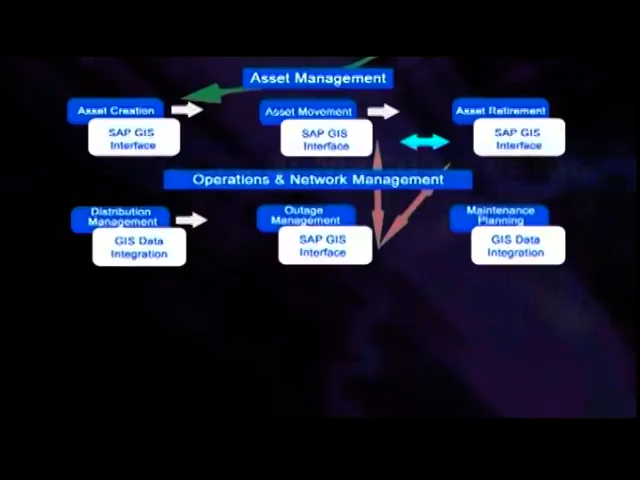 Asset Management
Asset Creation
Asset Movement
Asset Retirement
SAP GIS
Interface
SAP GIS
Interface
SAP GIS
Interface
Operations & Network Management
Distribution
Management
Outage
Management
Maintenance
Planning
GIS Data
Integration
SAP GIS
Interface
GIS Data
Integration